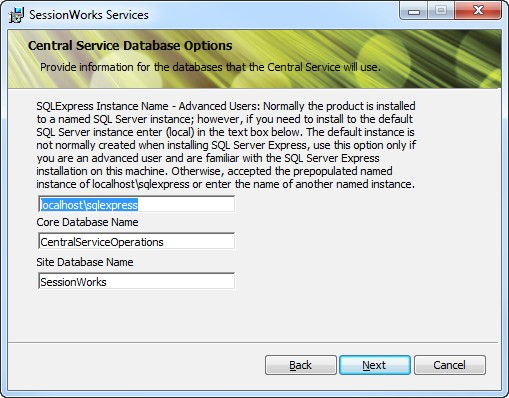 SessionWorks Services
Central Service Database Options
Provide information for the databases that the Central Service will use.
SQLExpress Instance Name - Advanced Users: Normally the product is installed
to a named SQL Server instance; however, if you need to install to the default
SQL Server instance enter (local) in the text box below. The default instance is
not normally created when installing SQL Server Express, use this option only if
you are an advanced user and are familiar with the SQL Server Express
installation on this machine. Otherwise, accepted the prepopulated named
instance of localhost\sqlexpress or enter the name of another named instance.
localhost\sqlexpress
Core Database Name
CentralServiceOperations
Site Database Name
SessionWorks
Back Next Cancel